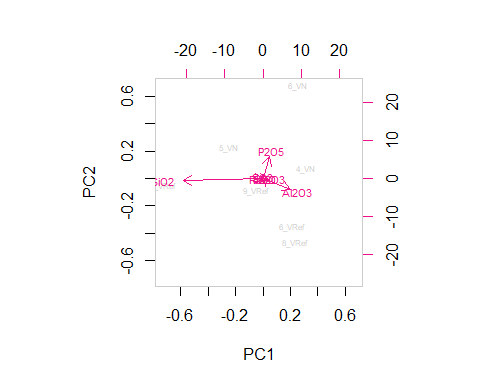 -20 -10 0 10 20
6_VN
0.6
20
10
5_VN
P2O5
0.2
4_VN
PC2
0
SiO2
-0.2
9_VRef
Al2O3
-10
6_VRef
8_VRef
-20
-0.6
-0.6 -0.2 0.2 0.6
PC1